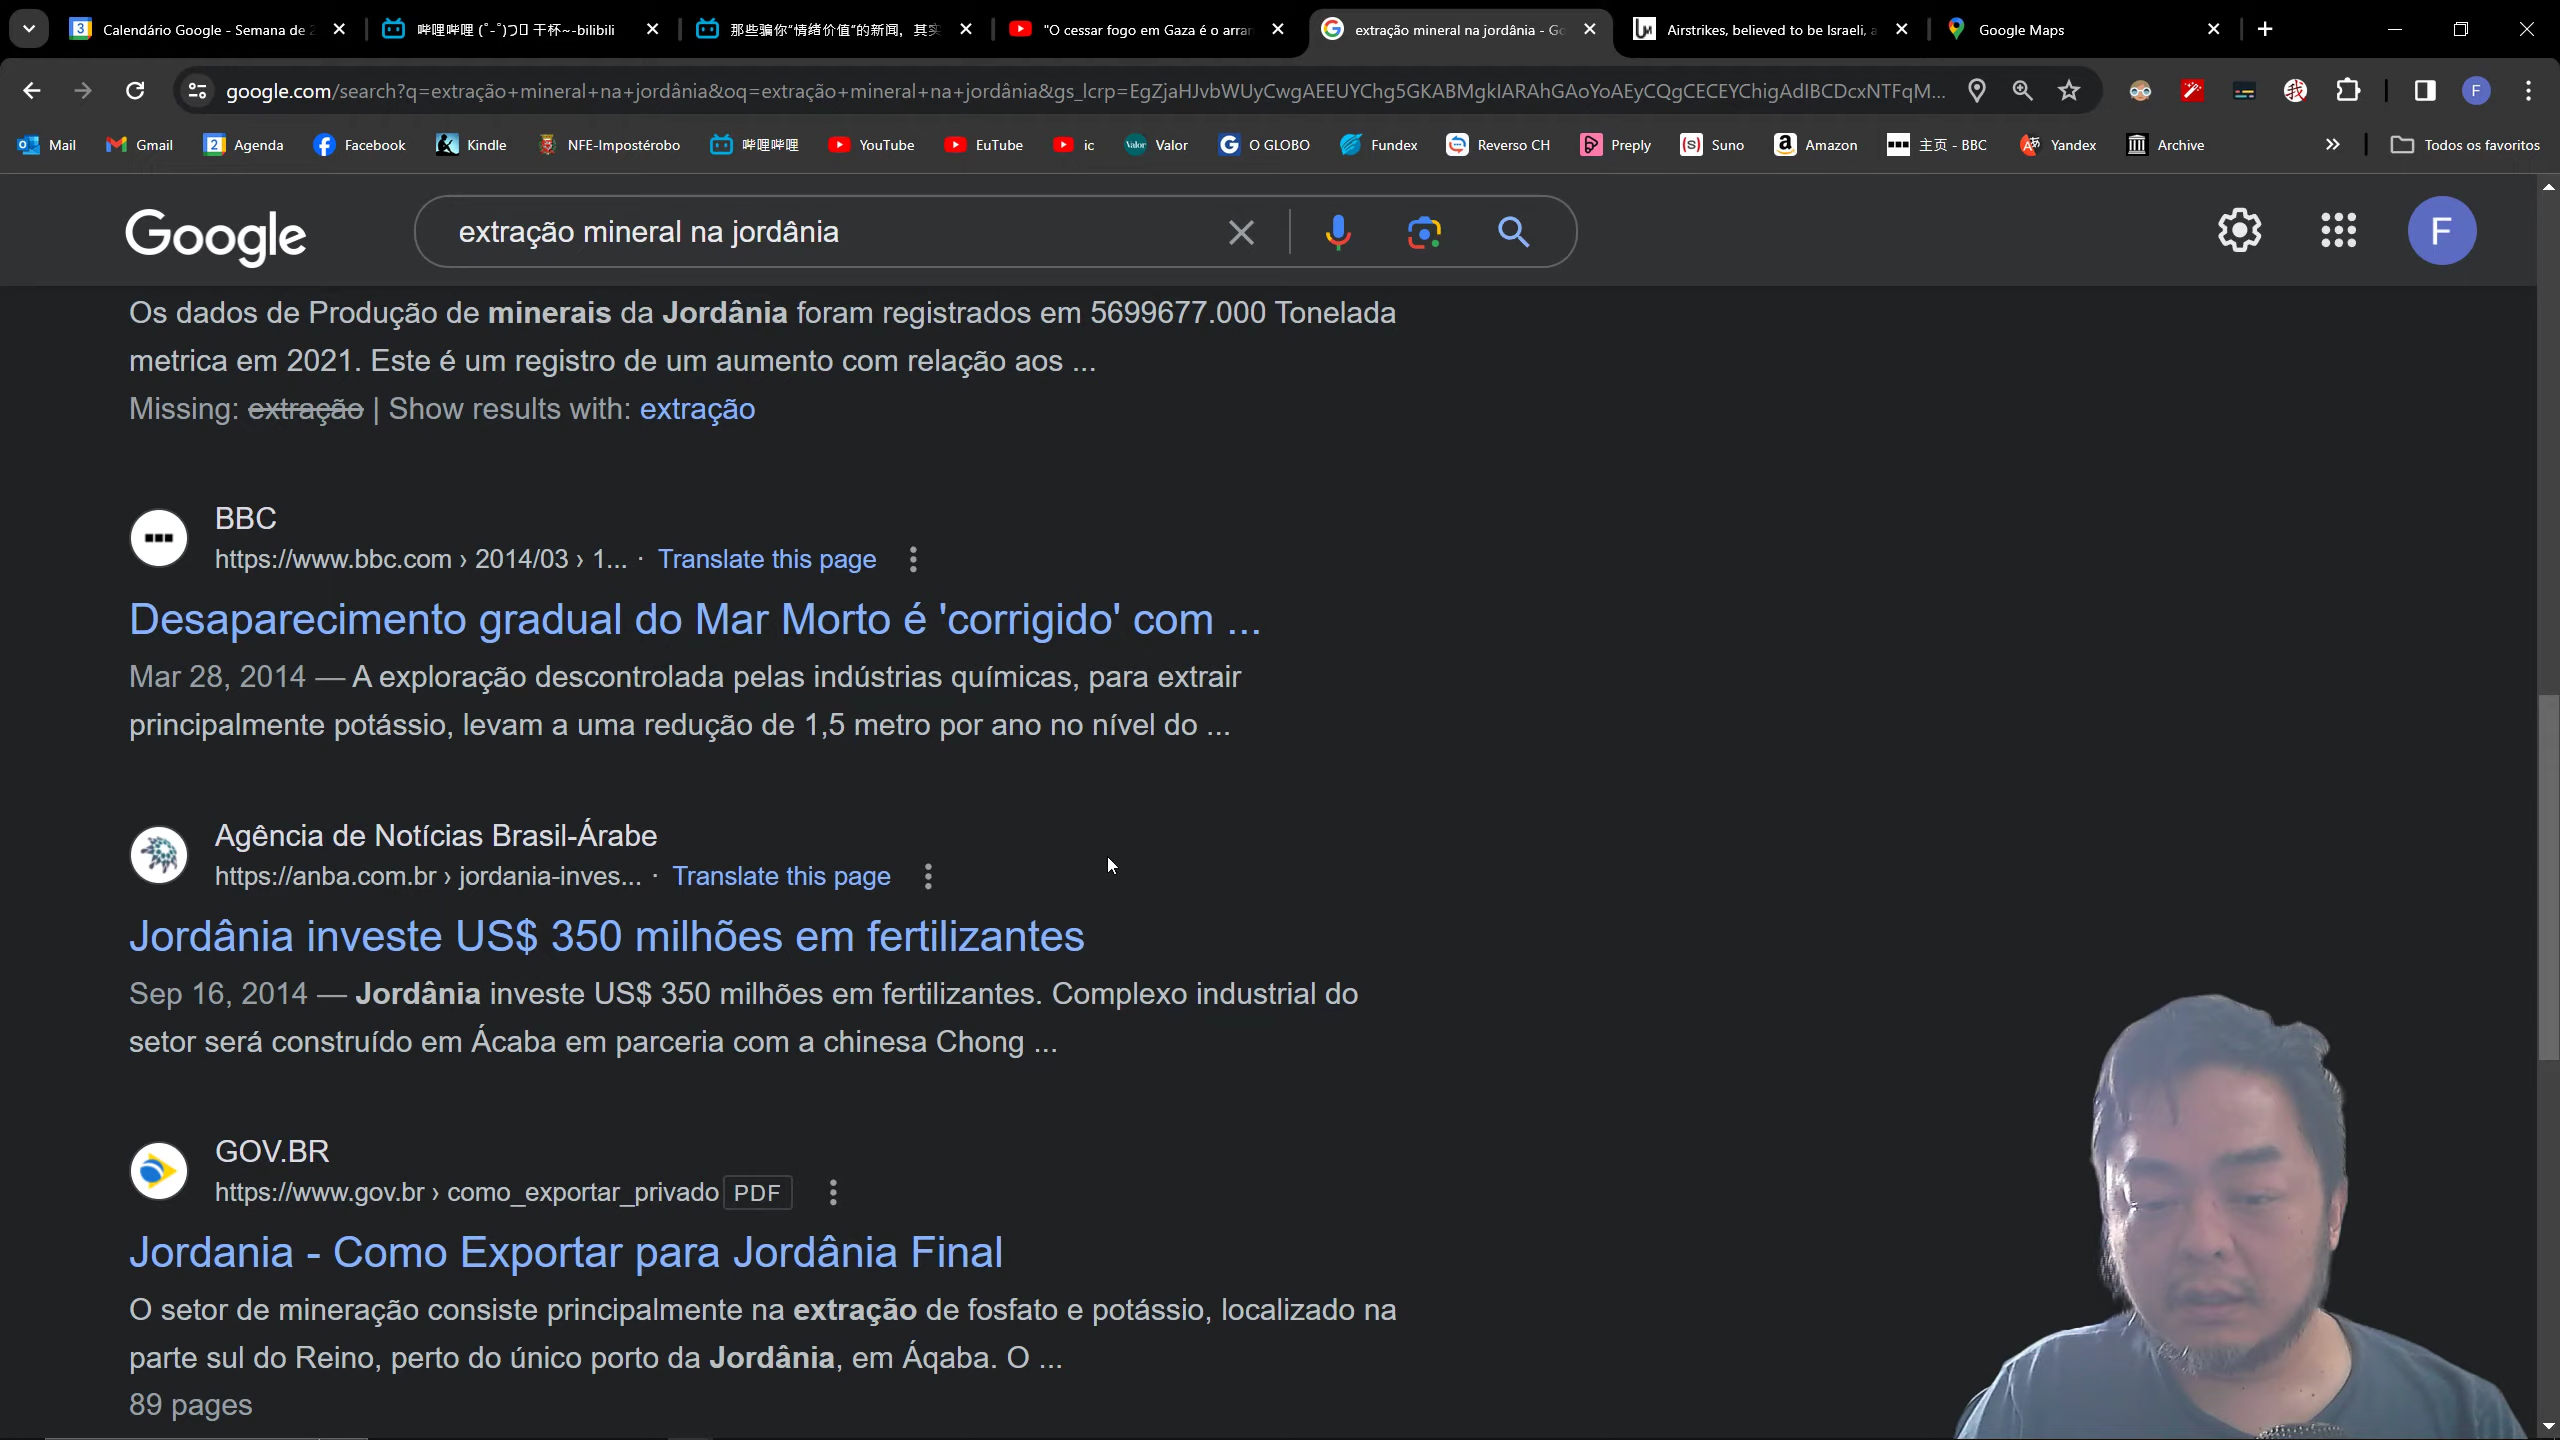 Calendário Google - Semana de 2
哔哩哔哩 (゜-゜)つロ 干杯~-bilibili
那些骗你“情绪价值”的新闻，其实
"O cessar fogo em Gaza é o arran
extração mineral na jordânia - Go
Airstrikes, believed to be Israeli, a
Google Maps
google.com/search?q=extração+mineral+na+jordânia&oq=extração+mineral+na+jordânia&gs_lcrp=EgZjaHJvbWUyCwgAEEUYChg5GKABMgkIARAhGAoYoAEyCQgCECEYChigAdIBCDcxNTFqM...
F
Mail
Gmail
Agenda
Facebook
Kindle
NFE-Impostérobo
哔哩哔哩
YouTube
EuTube
ic
Valor
O GLOBO
Fundex
Reverso CH
Preply
Suno
Amazon
主页 - BBC
Yandex
Archive
Todos os favoritos
Google
extração mineral na jordânia
F
Os dados de Produção de minerais da Jordânia foram registrados em 5699677.000 Tonelada
metrica em 2021. Este é um registro de um aumento com relação aos ...
Missing: extração | Show results with: extração
BBC
https://www.bbc.com › 2014/03 › 1... · Translate this page
Desaparecimento gradual do Mar Morto é 'corrigido' com ...
Mar 28, 2014 — A exploração descontrolada pelas indústrias químicas, para extrair
principalmente potássio, levam a uma redução de 1,5 metro por ano no nível do ...
Agência de Notícias Brasil-Árabe
https://anba.com.br › jordania-inves... · Translate this page
Jordânia investe US$ 350 milhões em fertilizantes
Sep 16, 2014 — Jordânia investe US$ 350 milhões em fertilizantes. Complexo industrial do
setor será construído em Ácaba em parceria com a chinesa Chong ...
GOV.BR
https://www.gov.br › como_exportar_privado PDF
Jordania - Como Exportar para Jordânia Final
O setor de mineração consiste principalmente na extração de fosfato e potássio, localizado na
parte sul do Reino, perto do único porto da Jordânia, em Áqaba. O ...
89 pages